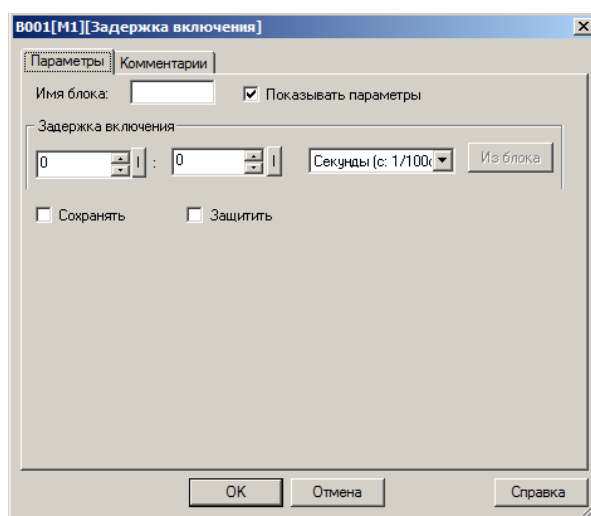 B001[M1][Задержка включения]
Параметры Комментарии
Имя блока: Показывать параметры
Задержка включения
0 : 0 Секунды (с: 1/100с Из блока
Сохранять Защитить
OK Отмена Справка